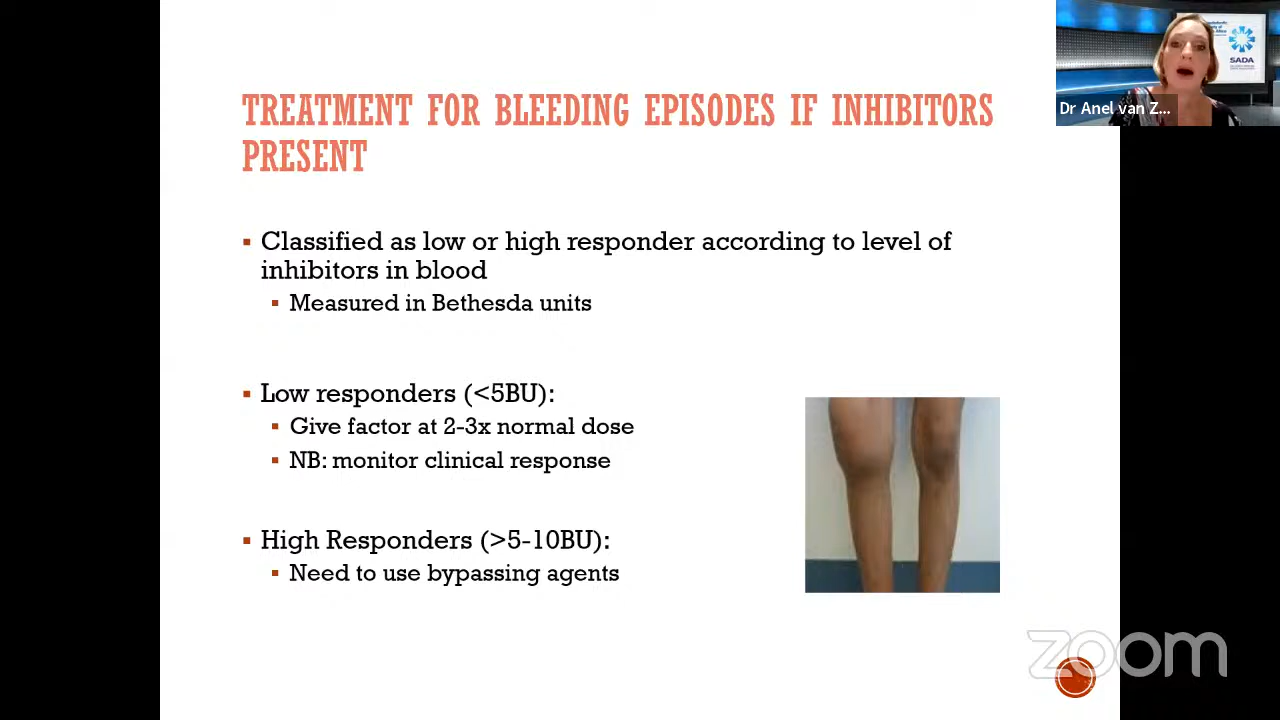 TREATMENT FOR BLEEDING EPISODES IF INHIBITORS
PRESENT
▪ Classified as low or high responder according to level of
inhibitors in blood
▪ Measured in Bethesda units
▪ Low responders (<5BU):
▪ Give factor at 2-3x normal dose
▪ NB: monitor clinical response
▪ High Responders (>5-10BU):
▪ Need to use bypassing agents
SADA
Dr Anel van Z...
zoom